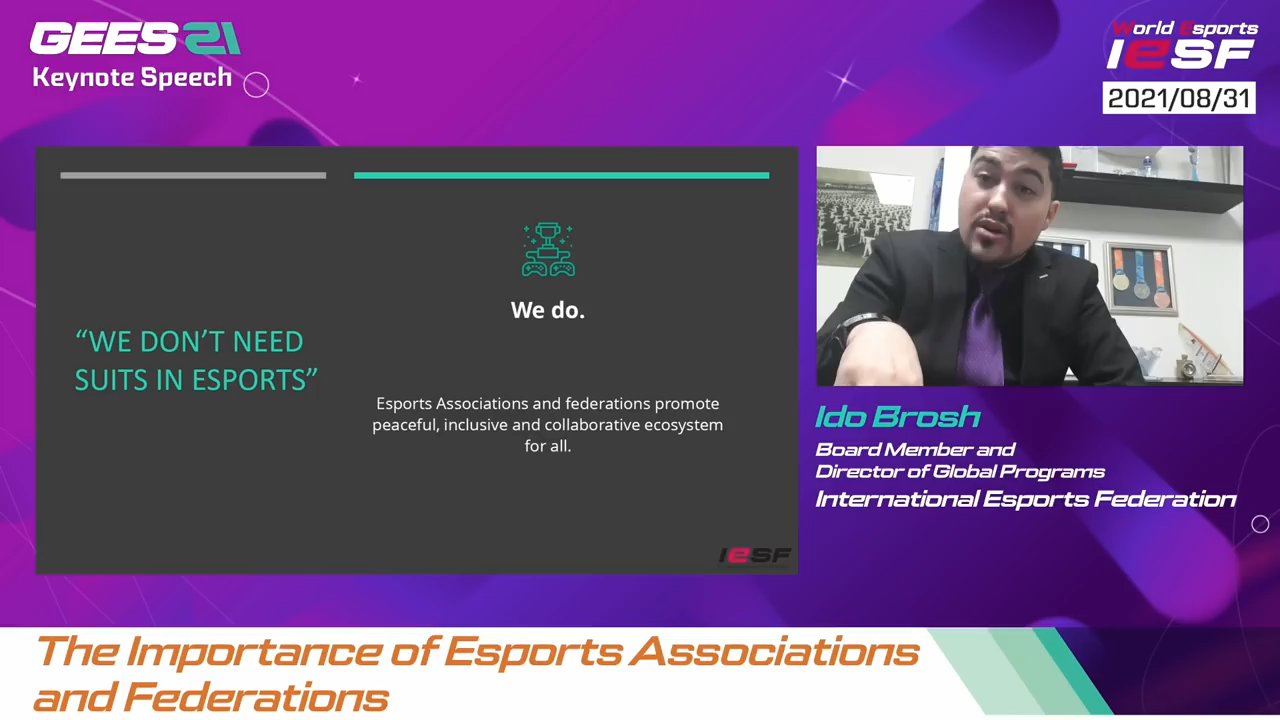 GEES21
Keynote Speech
World Esports
IeSF
2021/08/31
“WE DON’T NEED
SUITS IN ESPORTS”
We do.
Esports Associations and federations promote
peaceful, inclusive and collaborative ecosystem
for all.
IeSF
Ido Brosh
Board Member and
Director of Global Programs
International Esports Federation
The Importance of Esports Associations
and Federations